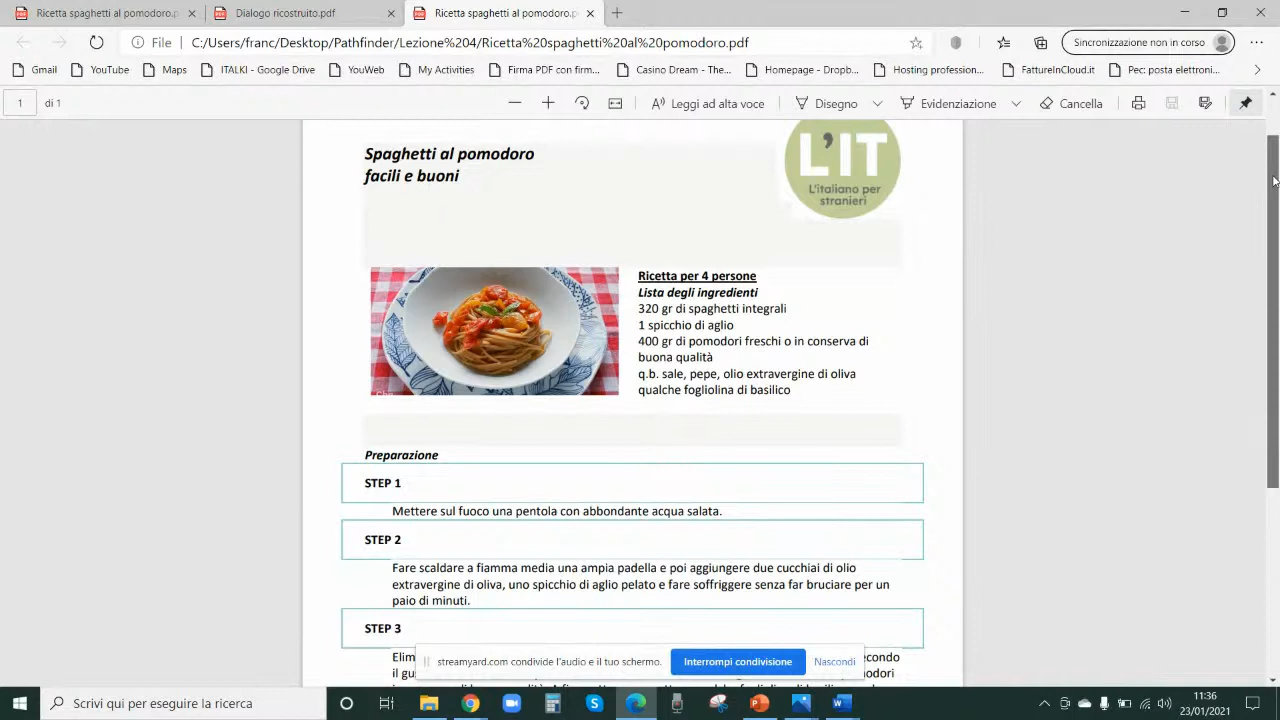 Ricetta spaghetti al pomodoro.p
Dialogo ricostruito.pdf
Ricetta spaghetti al pomodoro.p
File
C:/Users/franc/Desktop/Pathfinder/Lezione%204/Ricetta%20spaghetti%20al%20pomodoro.pdf
Sincronizzazione non in corso
Gmail
YouTube
Maps
ITALKI - Google Drive
YouWeb
My Activities
Firma PDF con firm...
Casino Dream - The...
Homepage - Dropb...
Hosting profession...
FattureInCloud.it
Pec: posta elettroni...
1 di 1
Leggi ad alta voce
Disegno
Evidenziazione
Cancella
Spaghetti al pomodoro
facili e buoni
L'IT
L'italiano per
stranieri
Ricetta per 4 persone
Lista degli ingredienti
320 gr di spaghetti integrali
1 spicchio di aglio
400 gr di pomodori freschi o in conserva di
buona qualità
q.b. sale, pepe, olio extravergine di oliva
qualche fogliolina di basilico
Preparazione
STEP 1
Mettere sul fuoco una pentola con abbondante acqua salata.
STEP 2
Fare scaldare a fiamma media una ampia padella e poi aggiungere due cucchiai di olio
extravergine di oliva, uno spicchio di aglio pelato e fare soffriggere senza far bruciare per un
paio di minuti.
STEP 3
streamyard.com condivide l'audio e il tuo schermo.
Interrompi condivisione
Nascondi
Scrivi qui per eseguire la ricerca
11:36
23/01/2021